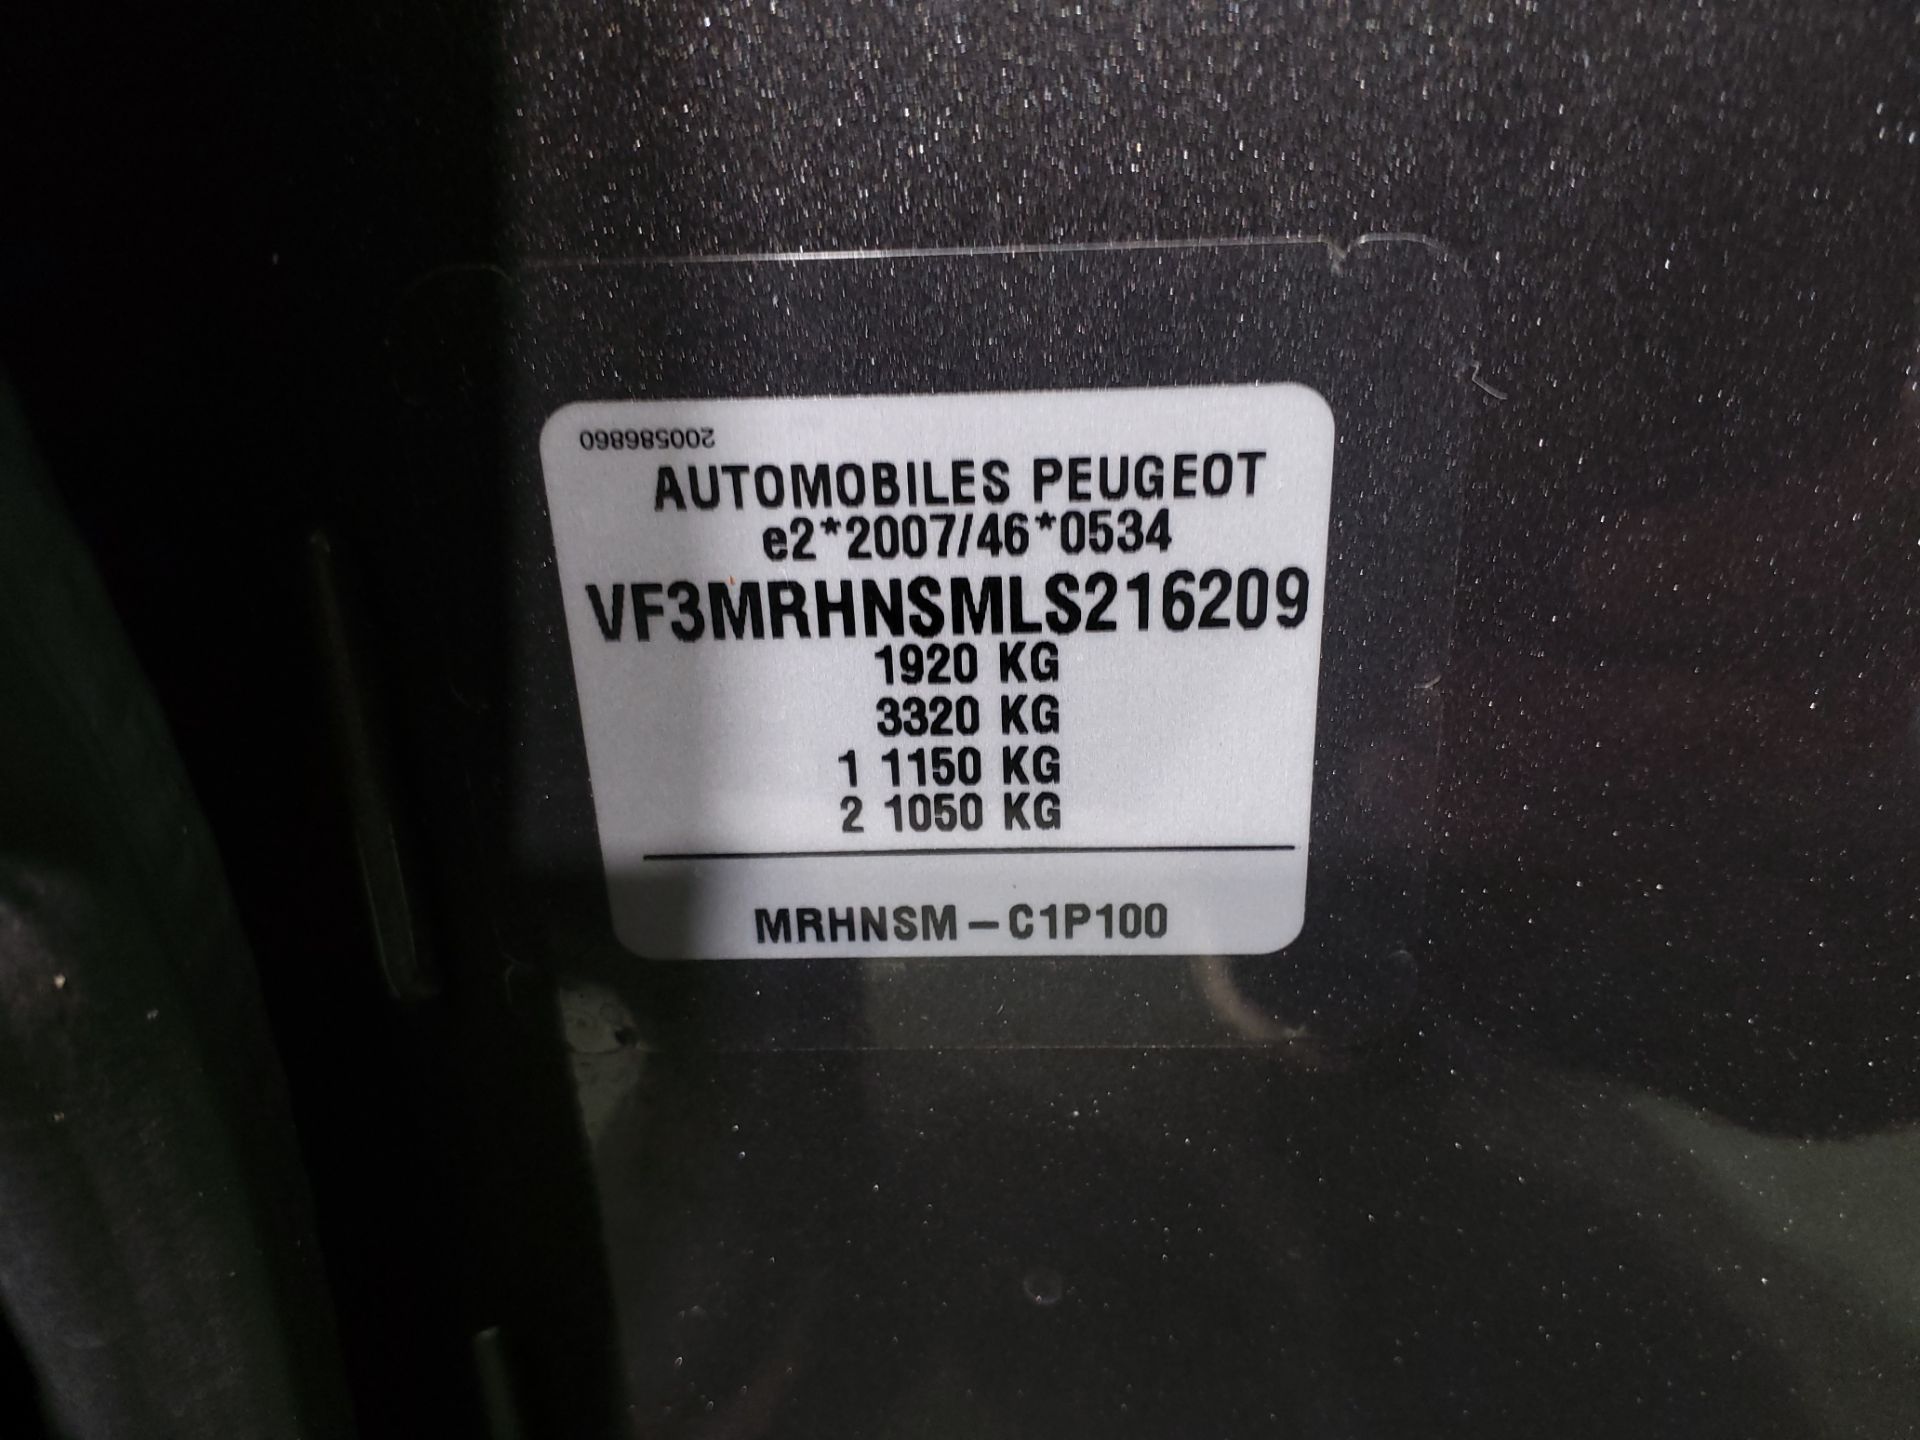 200586860
AUTOMOBILES PEUGEOT
e2*2007/46*0534
VF3MRHNSMLS216209
1920 KG
3320 KG
1 1150 KG
2 1050 KG
MRHNSM-C1P100